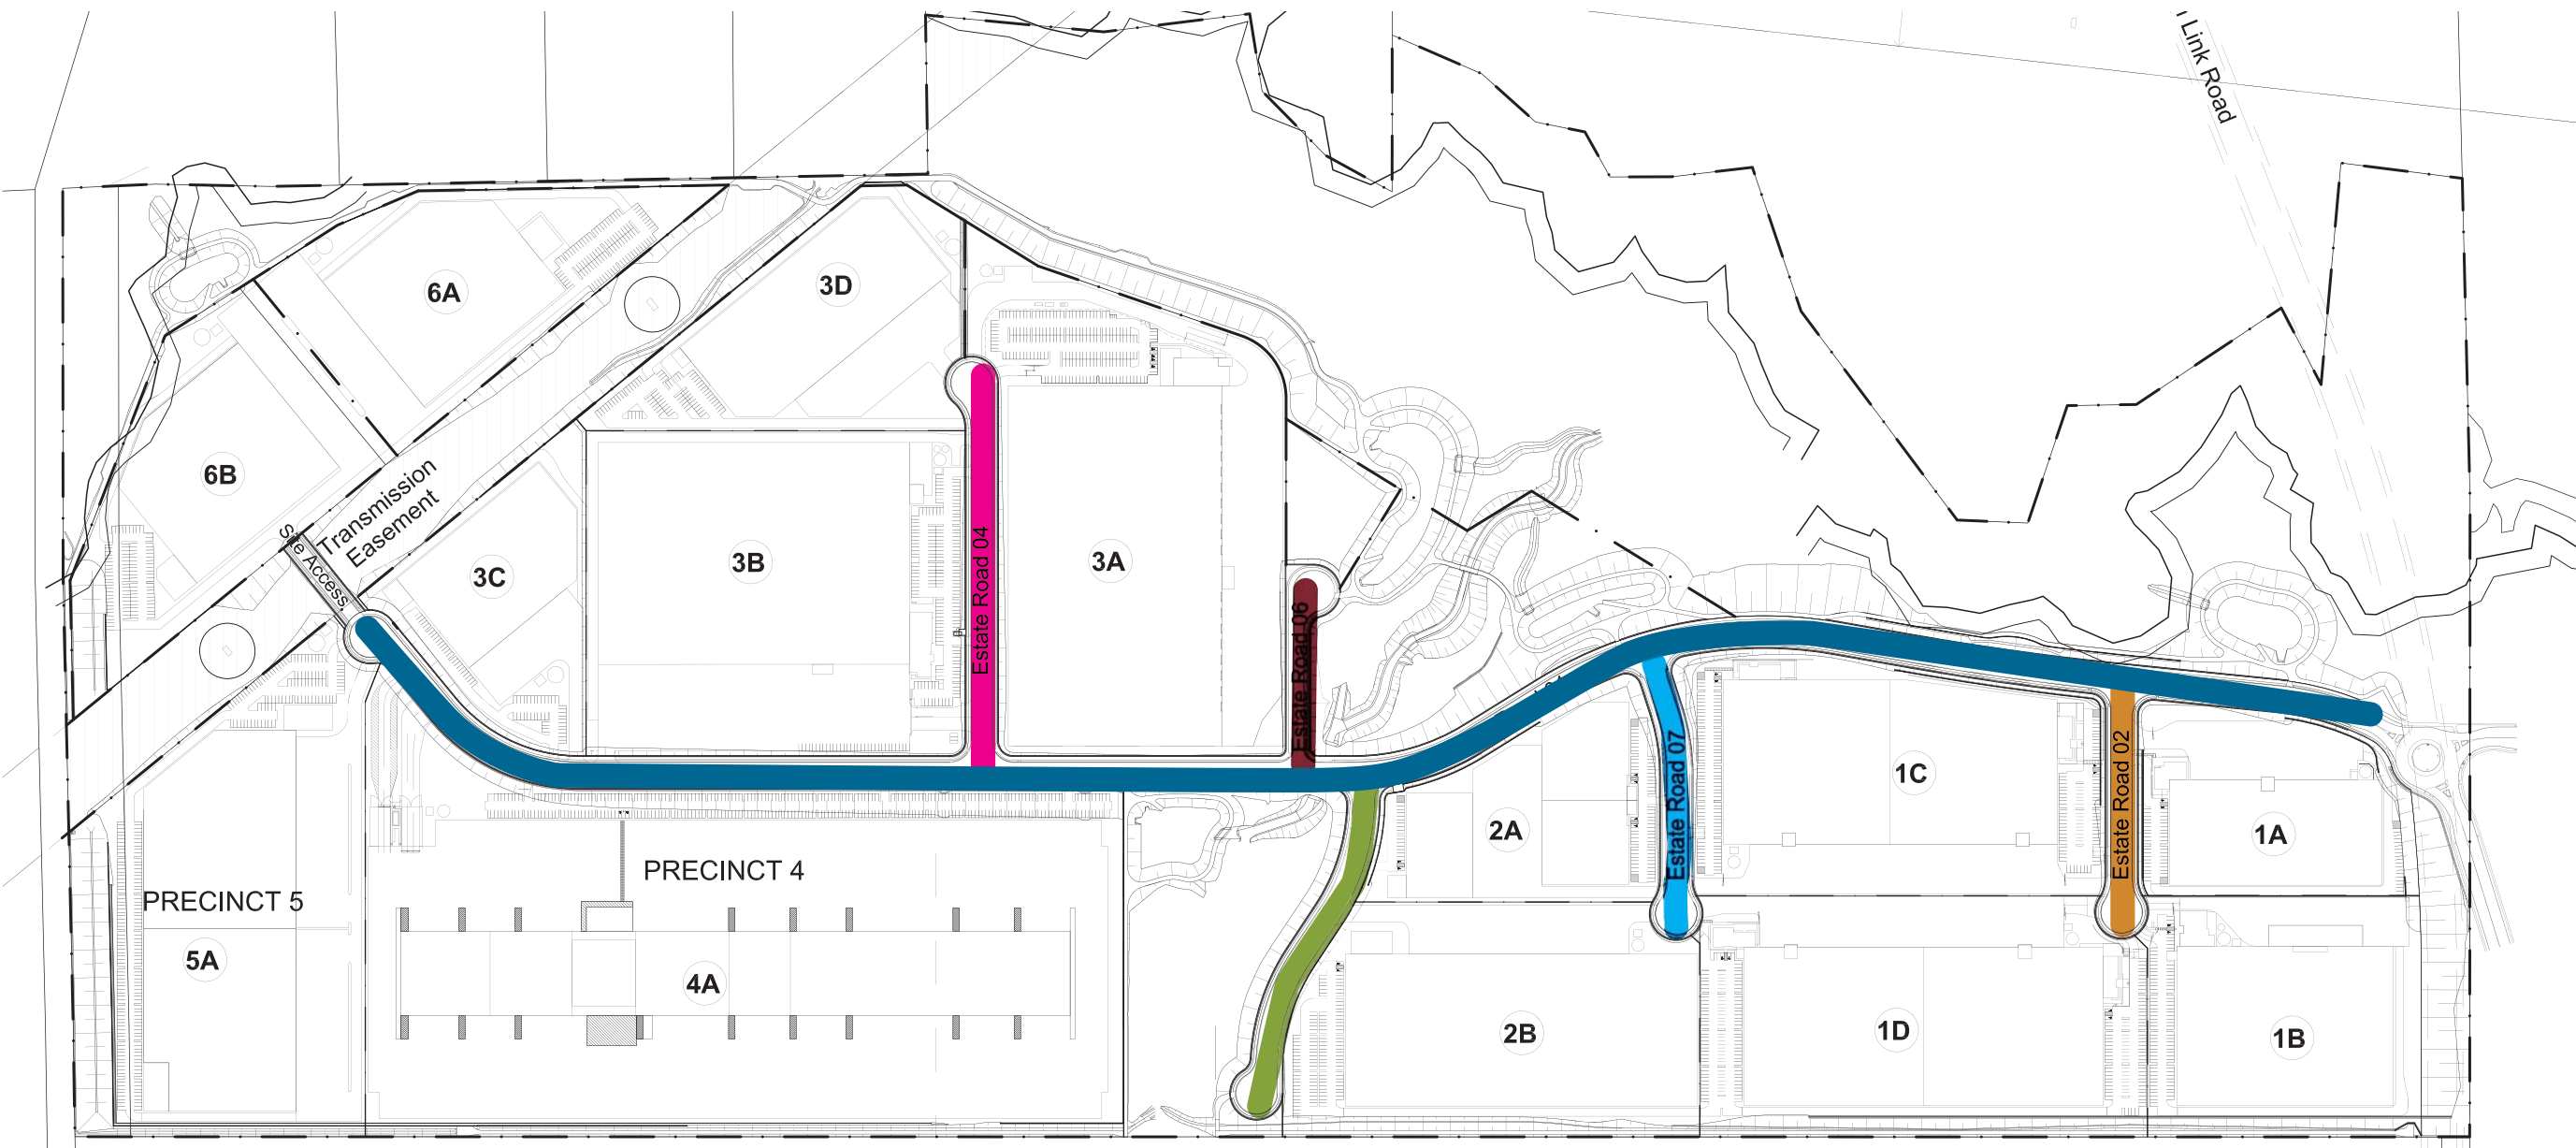 Link Road
6A
3D
6B
Transmission
Easement
Site Access
3C
3B
Estate Road 04
3A
Estate Road 06
Estate Road 07
1C
Estate Road 02
2A
1A
PRECINCT 4
PRECINCT 5
5A
4A
2B
1D
1B